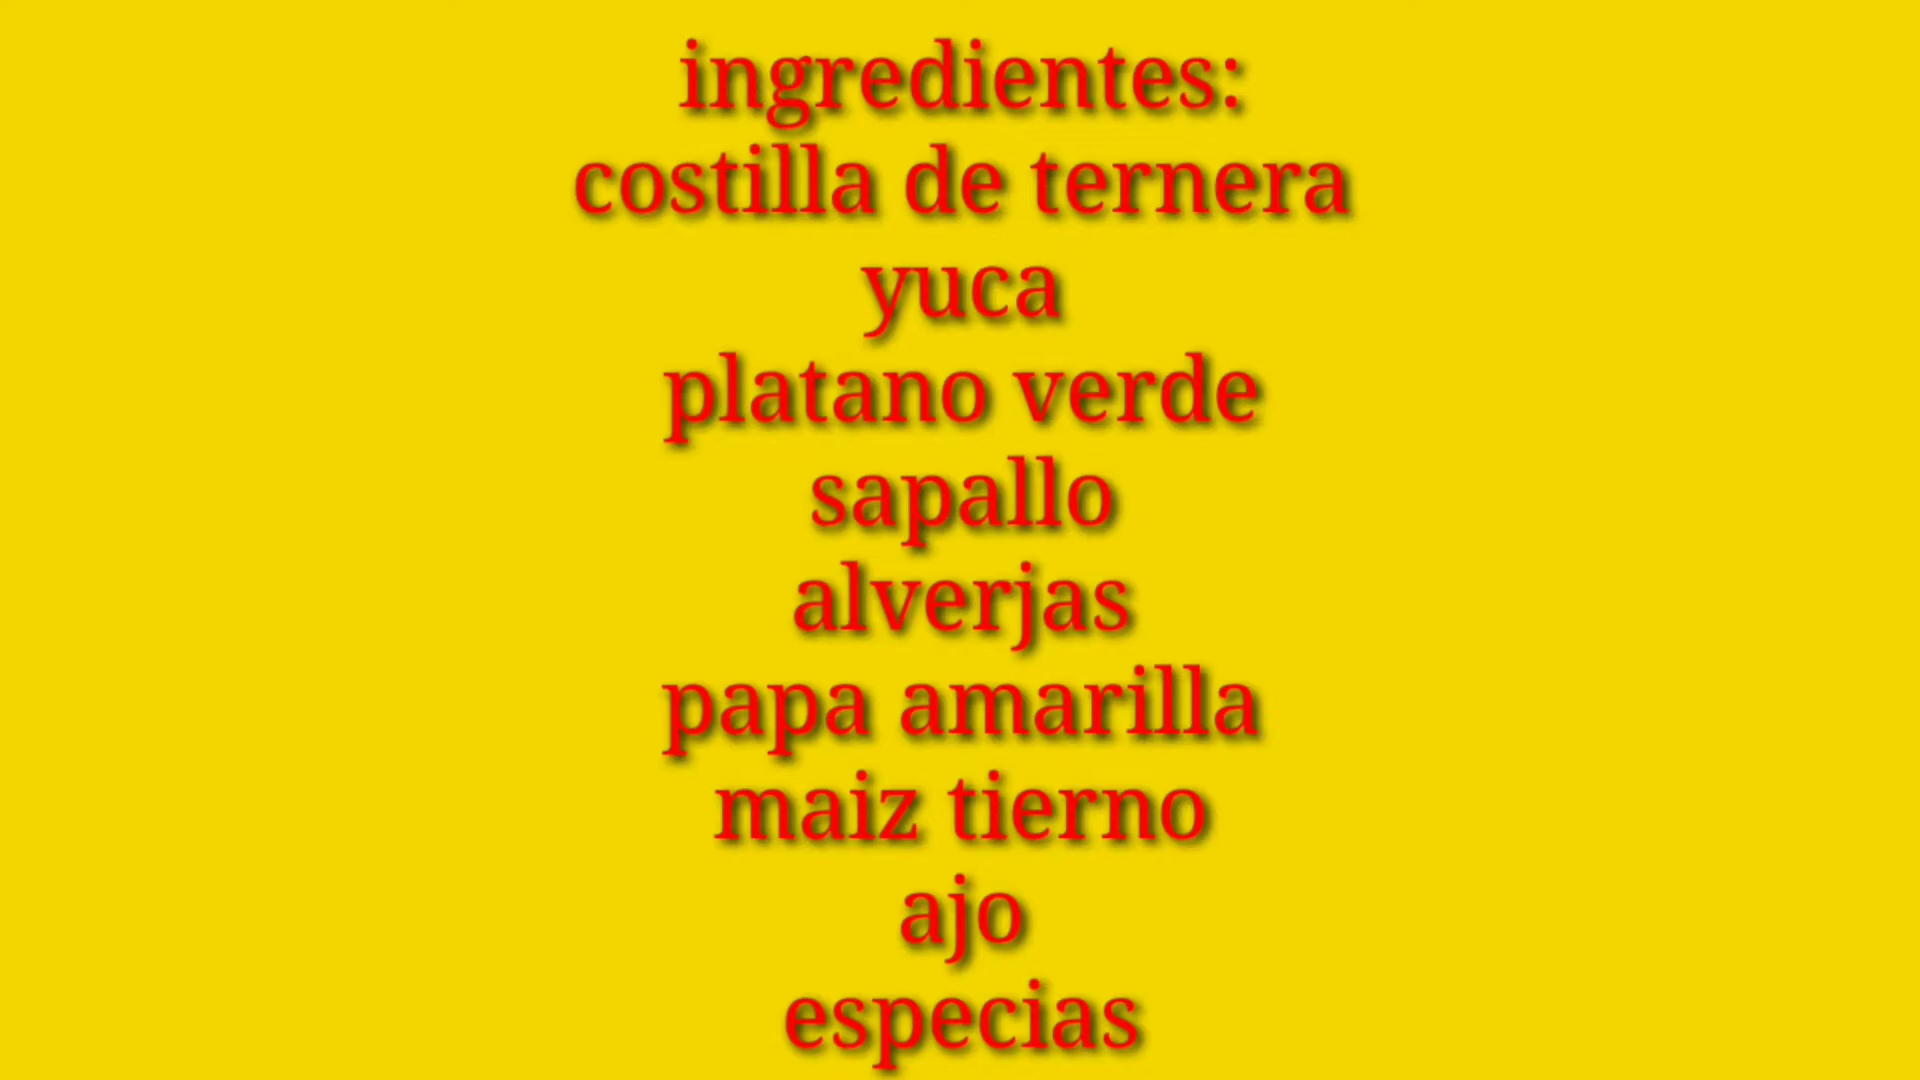 ingredientes:
costilla de ternera
yuca
platano verde
sapallo
alverjas
papa amarilla
maiz tierno
ajo
especias